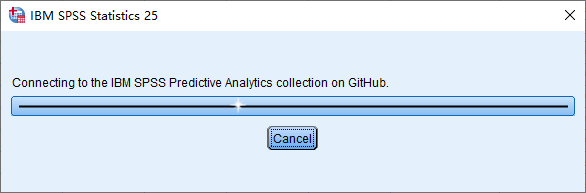 IBM SPSS Statistics 25
Connecting to the IBM SPSS Predictive Analytics collection on GitHub.
Cancel